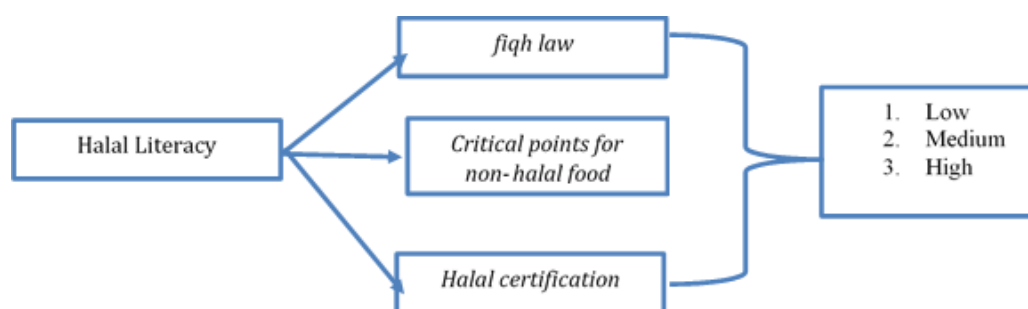 fiqh law
Halal Literacy
Critical points for
non- halal food
Halal certification
1. Low
2. Medium
3. High